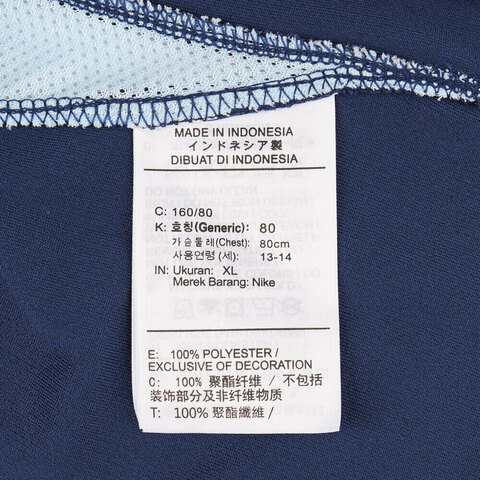 MADE IN INDONESIA
インドネシア製
DIBUAT DI INDONESIA
C: 160/80
K: 호칭(Generic): 80
가슴둘레(Chest): 80cm
사용연령 (세): 13-14
IN: Ukuran: XL
Merek Barang: Nike
E: 100% POLYESTER /
EXCLUSIVE OF DECORATION
C: 100% 聚酯纤维 / 不包括
装饰部分及非纤维物质
T: 100% 聚酯纖維 /